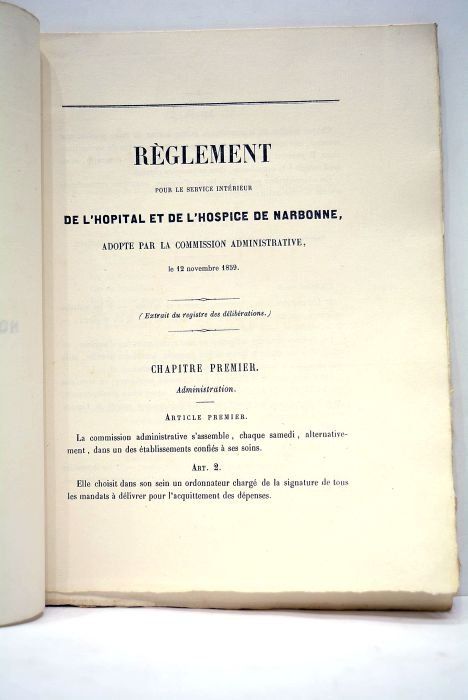 RÈGLEMENT
POUR LE SERVICE INTÉRIEUR
DE L'HOPITAL ET DE L'HOSPICE DE NARBONNE,
ADOPTE PAR LA COMMISSION ADMINISTRATIVE,
le 12 novembre 1859.
(Extrait du registre des délibérations.)
CHAPITRE PREMIER.
Administration.
ARTICLE PREMIER.
La commission administrative s'assemble, chaque samedi, alternative-
ment, dans un des établissements confiés à ses soins.
ART. 2.
Elle choisit dans son sein un ordonnateur chargé de la signature de tous
les mandats à délivrer pour l'acquittement des dépenses.